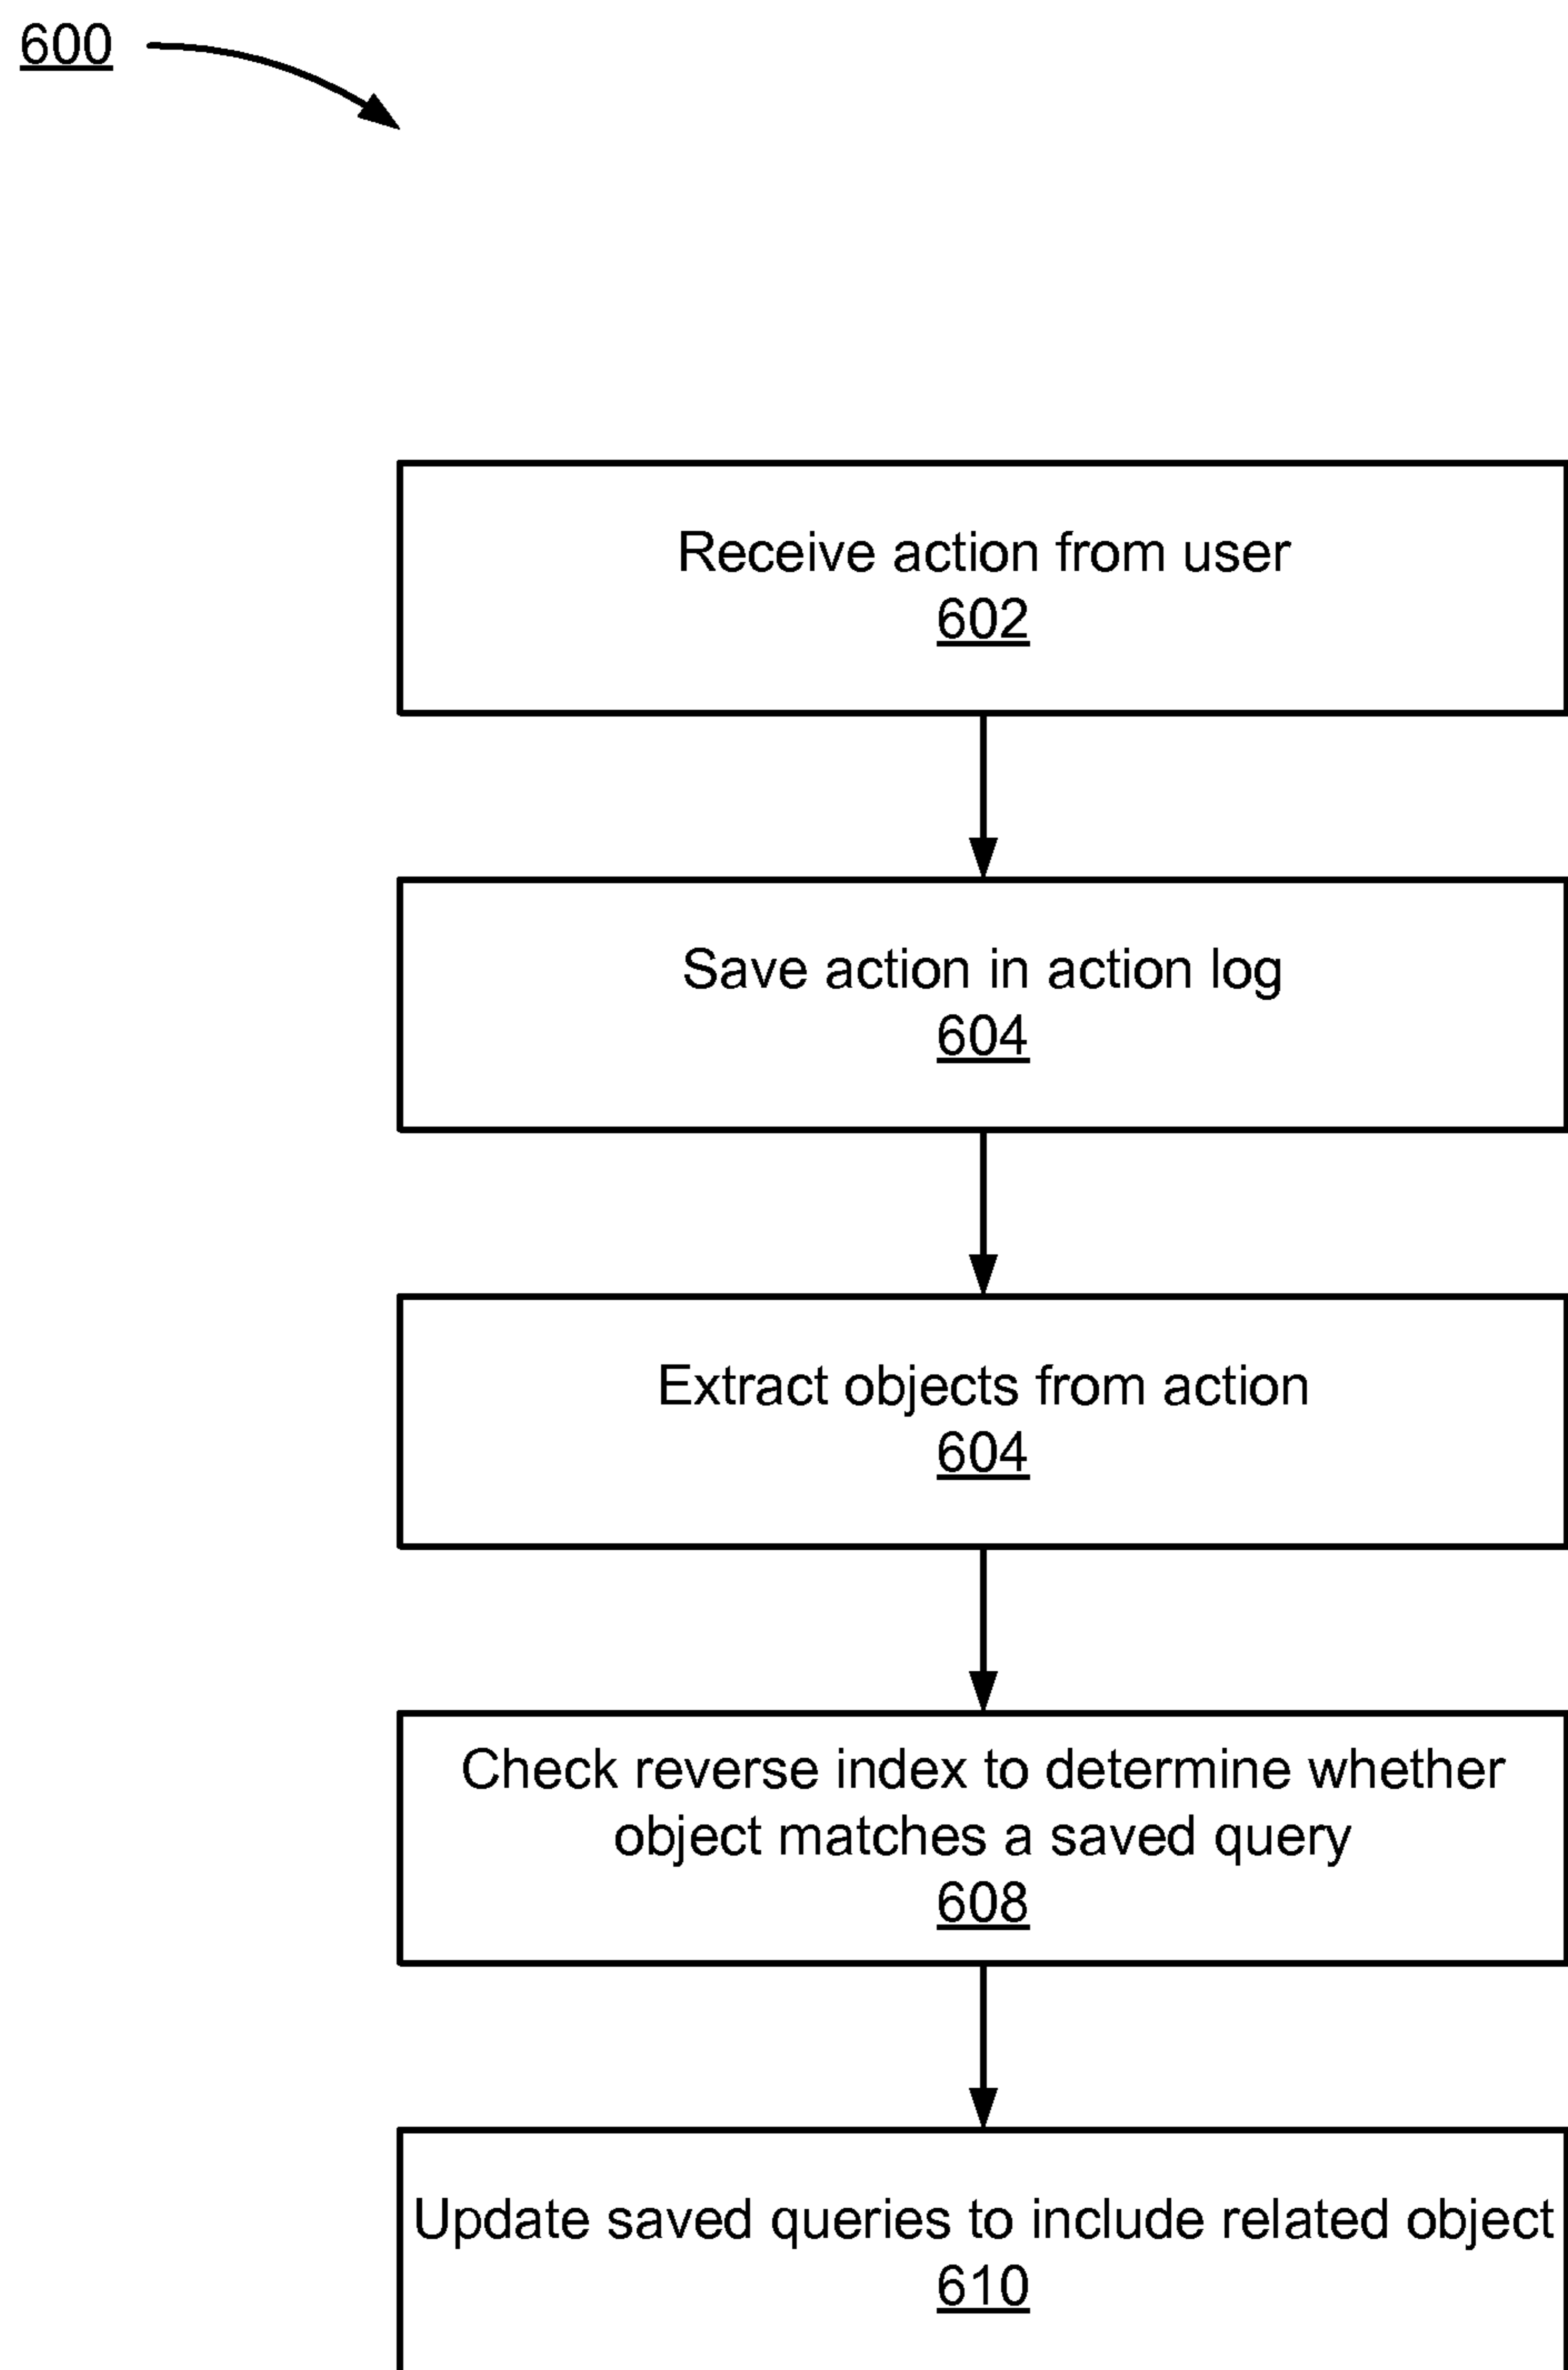 600
Receive action from user
602
Save action in action log
604
Extract objects from action
604
Check reverse index to determine whether
object matches a saved query
608
Update saved queries to include related object
610